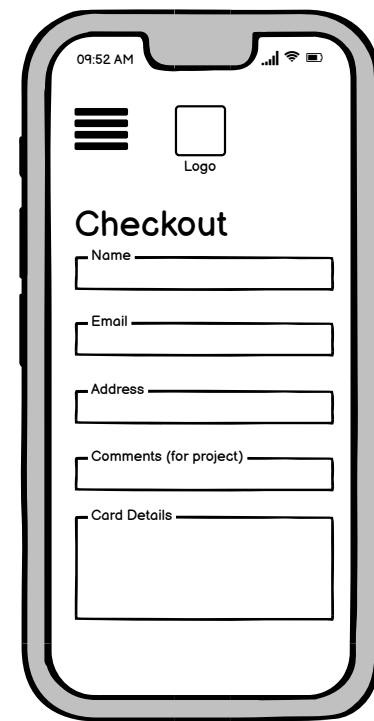 09:52 AM
Logo
Checkout
Name
Email
Address
Comments (for project)
Card Details